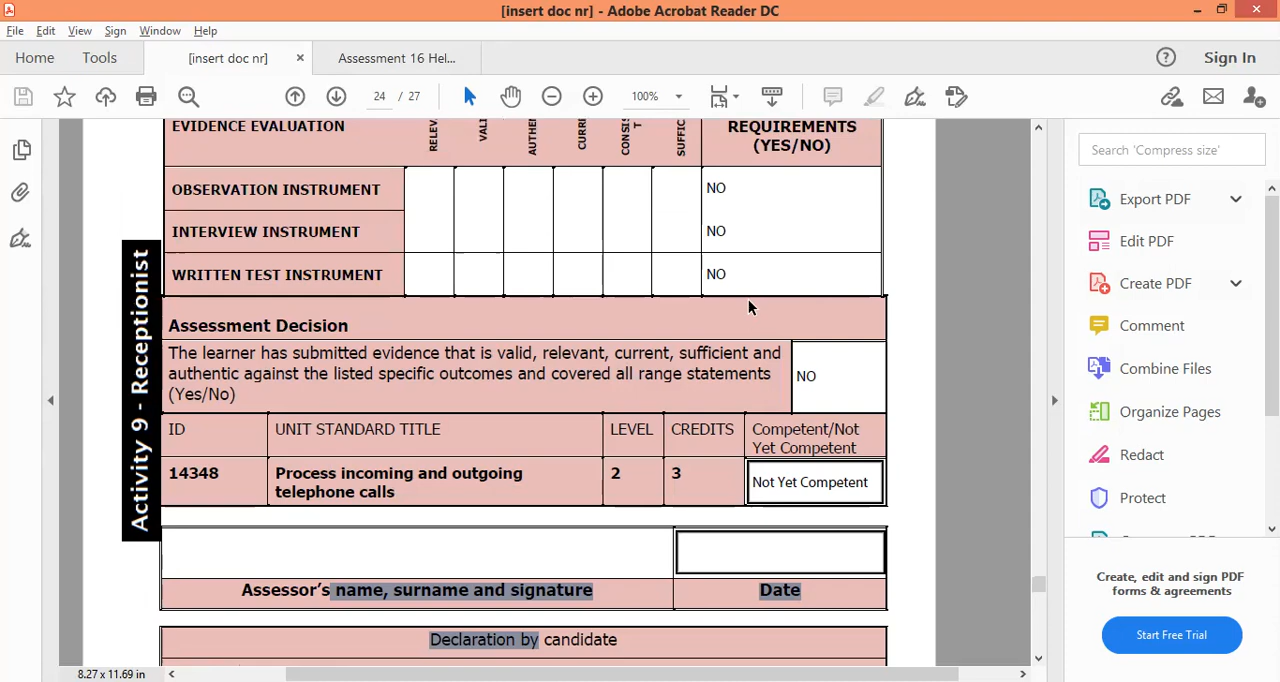 [insert doc nr] - Adobe Acrobat Reader DC
File Edit View Sign Window Help
Home Tools [insert doc nr] × Assessment 16 Hel... Sign In
24 / 27 100%
EVIDENCE EVALUATION
RELEV
VALI
AUTHE
CURRE
CONSIS
T
SUFFIC
REQUIREMENTS
(YES/NO)
OBSERVATION INSTRUMENT NO
INTERVIEW INSTRUMENT NO
WRITTEN TEST INSTRUMENT NO
Activity 9 - Receptionist
Assessment Decision
The learner has submitted evidence that is valid, relevant, current, sufficient and
authentic against the listed specific outcomes and covered all range statements
(Yes/No)
NO
ID UNIT STANDARD TITLE LEVEL CREDITS Competent/Not
Yet Competent
14348 Process incoming and outgoing
telephone calls
2 3 Not Yet Competent
Assessor's name, surname and signature Date
Declaration by candidate
8.27 x 11.69 in
Search 'Compress size'
Export PDF
Edit PDF
Create PDF
Comment
Combine Files
Organize Pages
Redact
Protect
Create, edit and sign PDF
forms & agreements
Start Free Trial